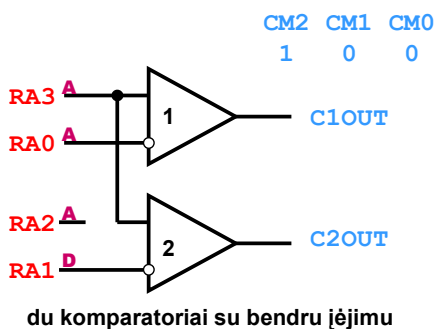 CM2 CM1 CM0
1 0 0
RA3 A
1
C1OUT
RA0 A
RA2 A
2
C2OUT
RA1 D
du komparatoriai su bendru įėjimu